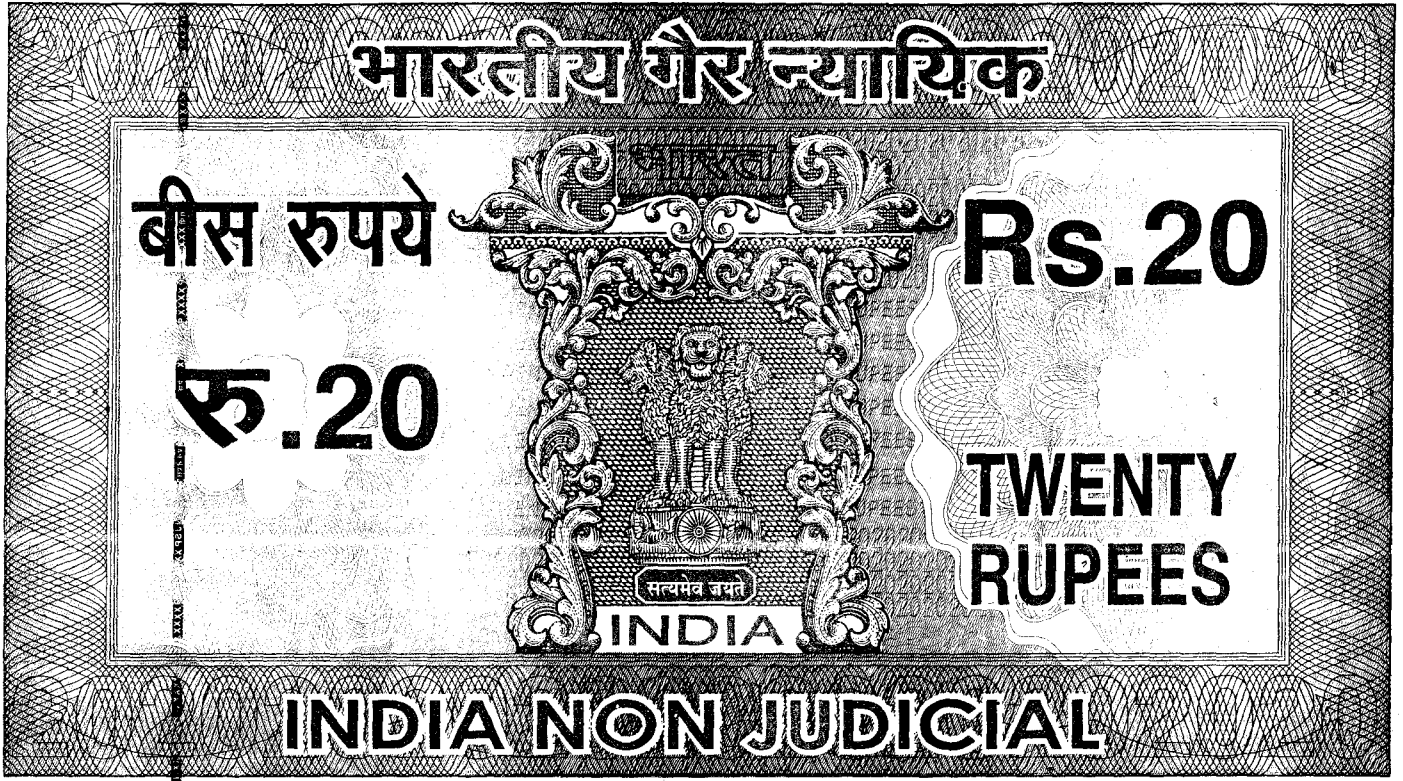 भारतीय गैर न्यायिक
भारत
बीस रुपये
Rs.20
रु.20
TWENTY
RUPEES
सत्यमेव जयते
INDIA
INDIA NON JUDICIAL